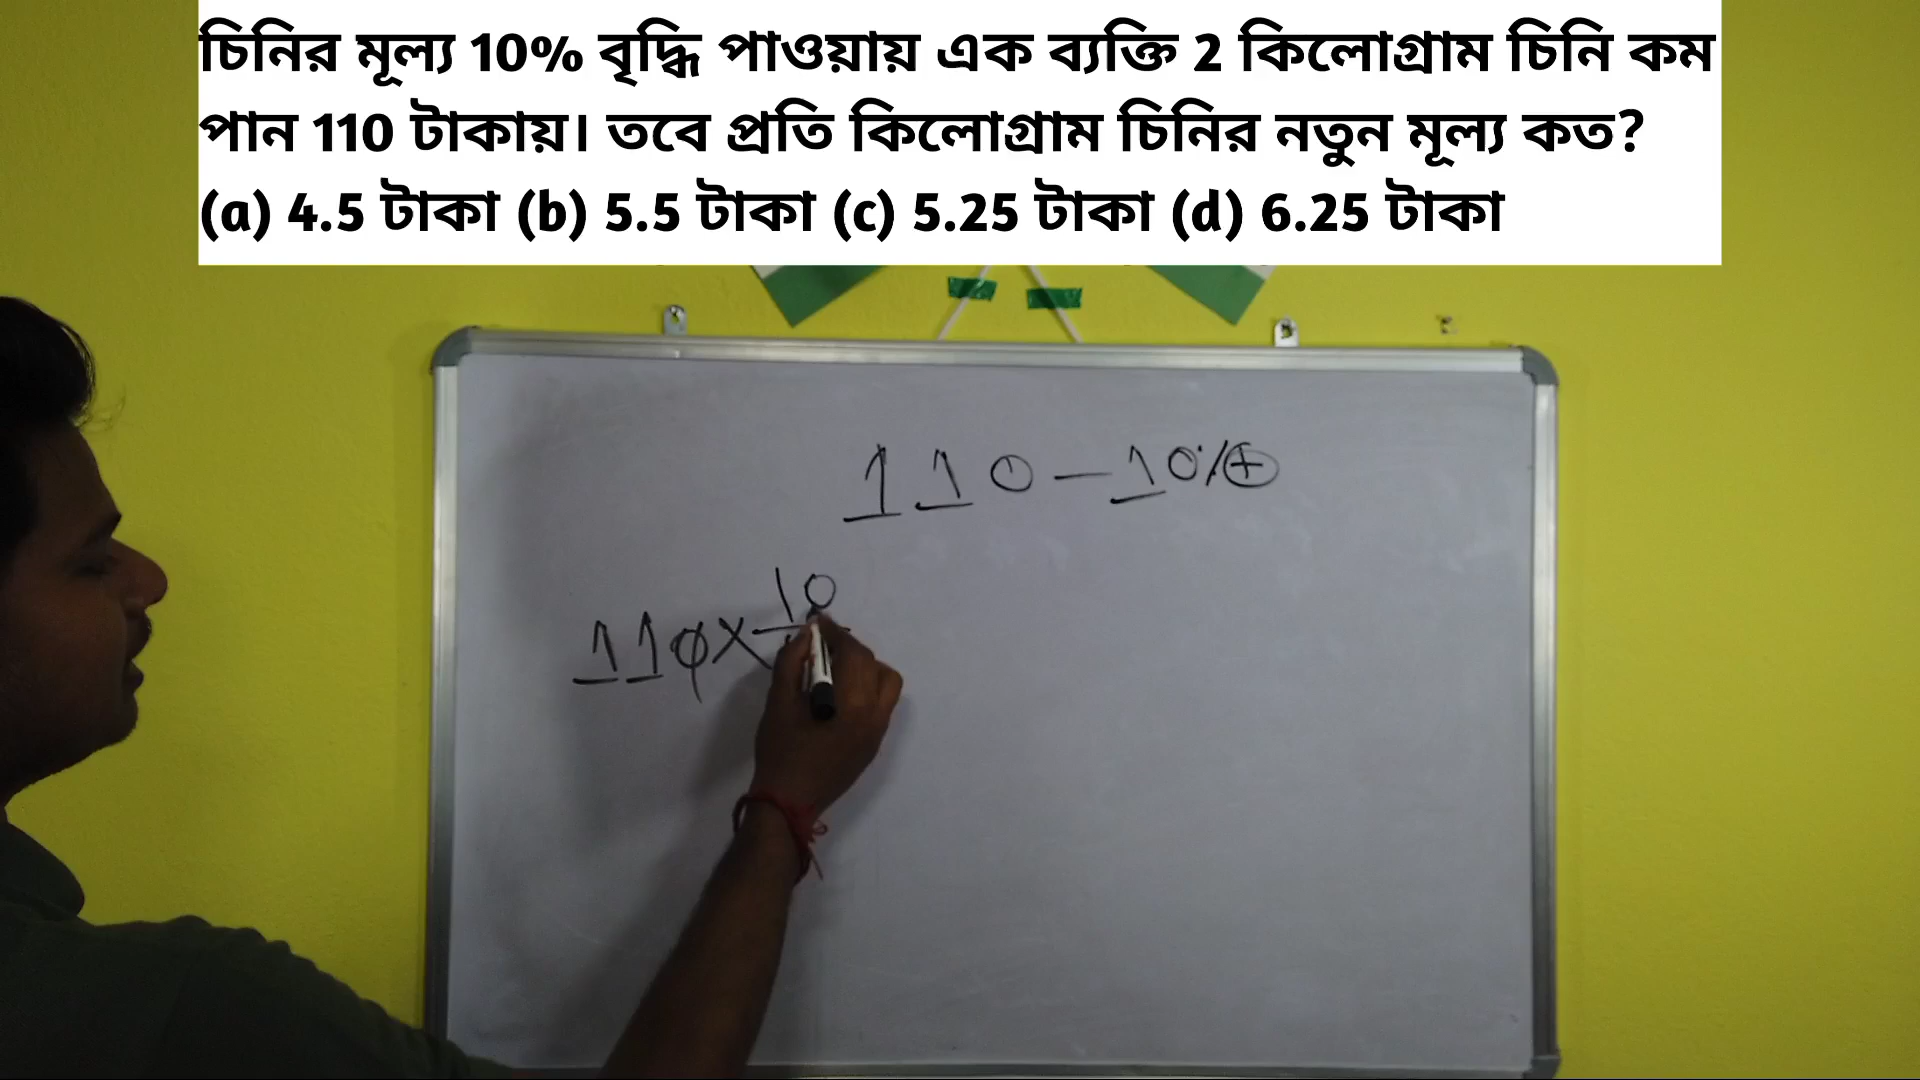 চিনির মূল্য 10% বৃদ্ধি পাওয়ায় এক ব্যক্তি 2 কিলোগ্রাম চিনি কম
পান 110 টাকায়। তবে প্রতি কিলোগ্রাম চিনির নতুন মূল্য কত?
(a) 4.5 টাকা (b) 5.5 টাকা (c) 5.25 টাকা (d) 6.25 টাকা
110 — 10% +
110 × 10